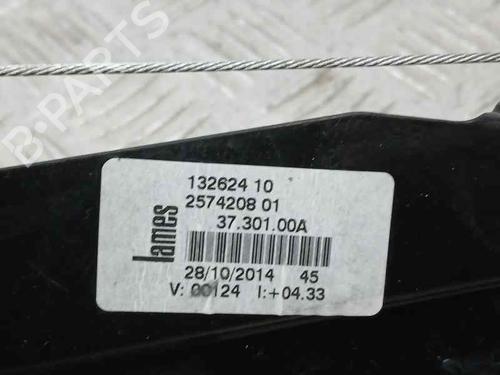 B-PARTS
132624 10
2574208 01
37.301.00A
lames
28/10/2014 45
V: 00124 I:+04.33